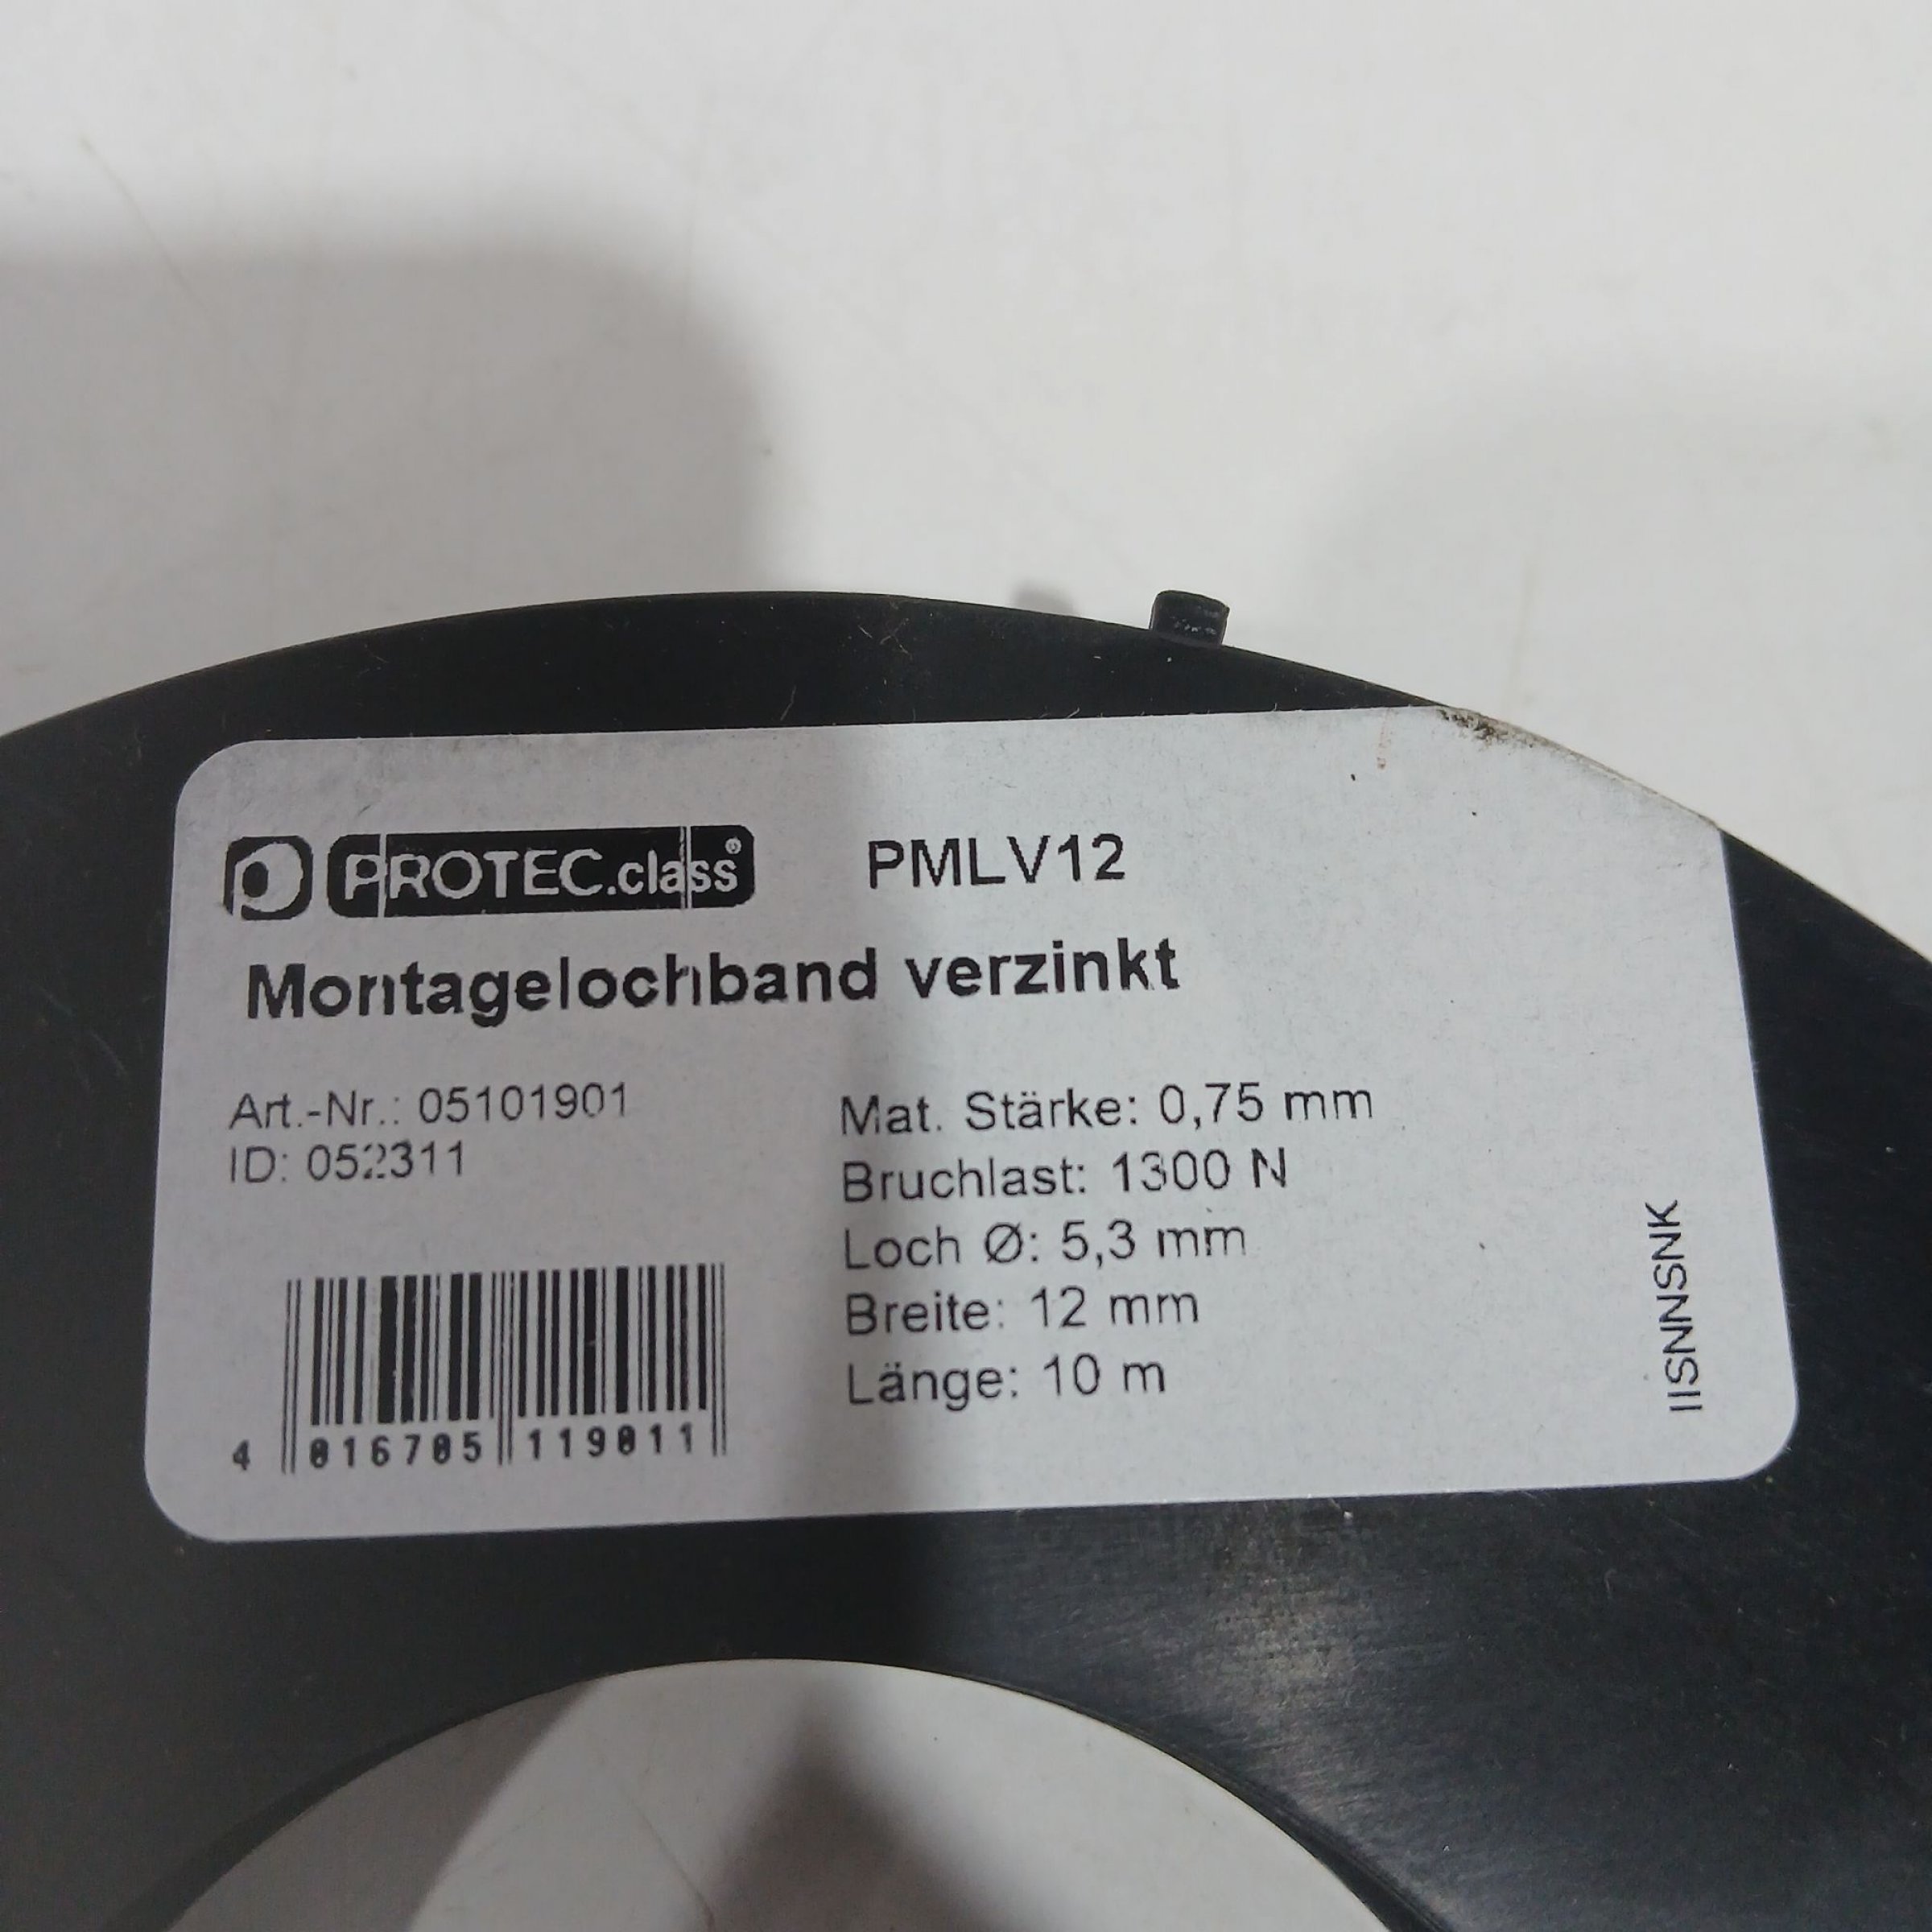 PROTEC.class® PMLV12
Montagelochband verzinkt
Art.-Nr.: 05101901
ID: 052311
Mat. Stärke: 0,75 mm
Bruchlast: 1300 N
Loch Ø: 5,3 mm
Breite: 12 mm
Länge: 10 m
4 016705 119011
IISNNSNK